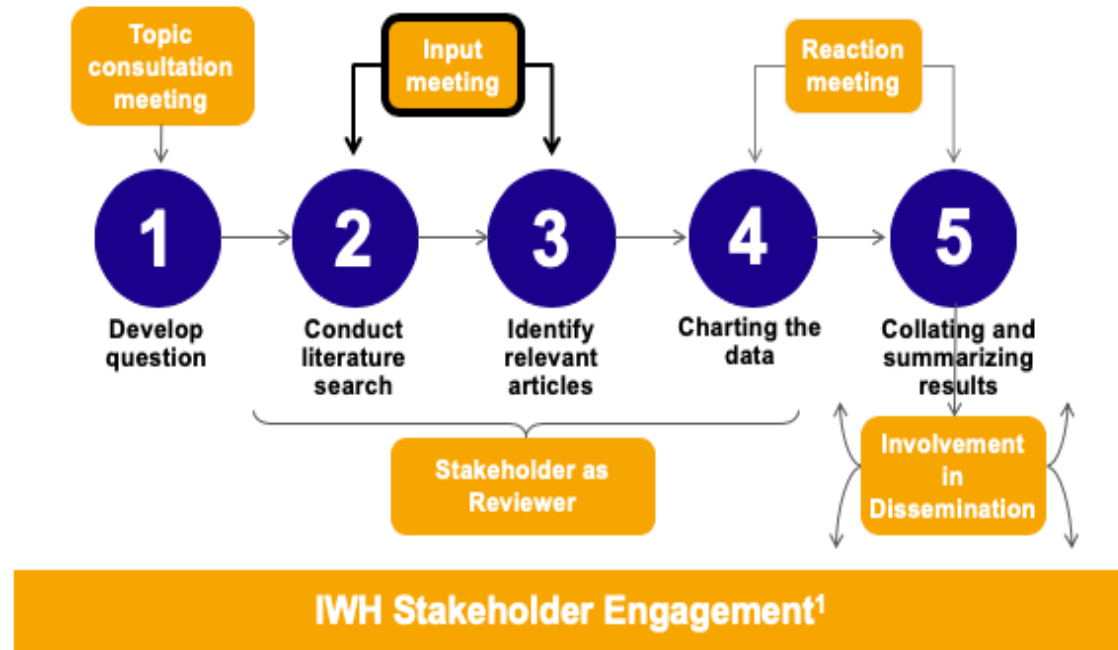 Topic
consultation
meeting
Input
meeting
Reaction
meeting
1
2
3
4
5
Develop
question
Conduct
literature
search
Identify
relevant
articles
Charting the
data
Collating and
summarizing
results
Stakeholder as
Reviewer
Involvement
in
Dissemination
IWH Stakeholder Engagement¹